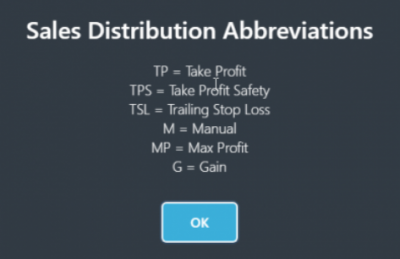 Sales Distribution Abbreviations
TP = Take Profit
TPS = Take Profit Safety
TSL = Trailing Stop Loss
M = Manual
MP = Max Profit
G = Gain
OK